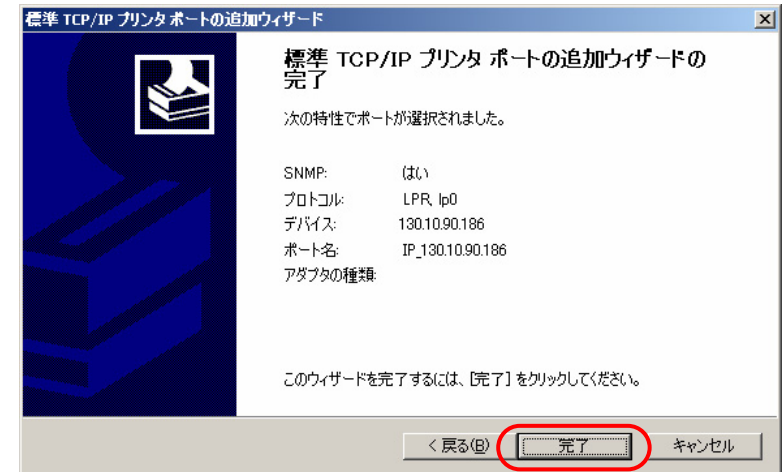 標準 TCP/IP プリンタ ポートの追加ウィザード
標準 TCP/IP プリンタ ポートの追加ウィザードの
完了
次の特性でポートが選択されました。
SNMP: はい
プロトコル: LPR, lp0
デバイス: 130.10.90.186
ポート名: IP_130.10.90.186
アダプタの種類:
このウィザードを完了するには、[完了] をクリックしてください。
< 戻る(B) 完了 キャンセル